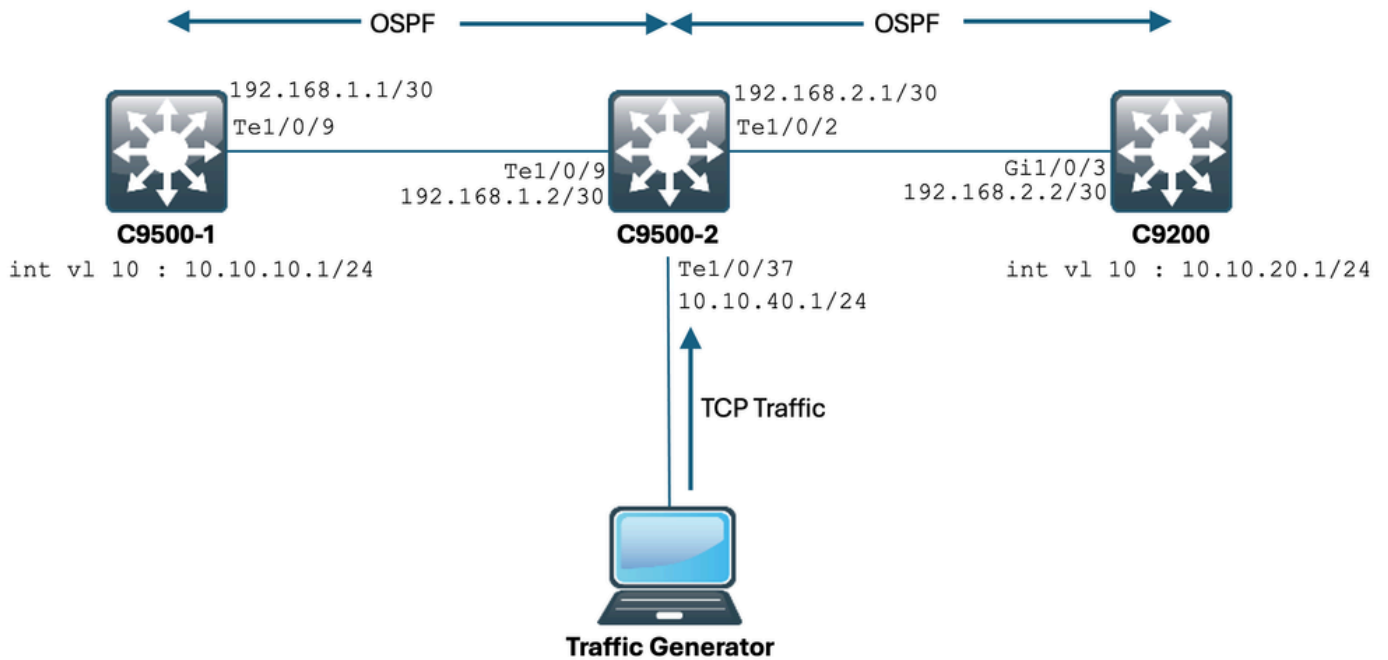 OSPF
OSPF
192.168.1.1/30
192.168.2.1/30
Te1/0/9
Te1/0/2
Te1/0/9
Gi1/0/3
192.168.1.2/30
192.168.2.2/30
C9500-1
C9500-2
C9200
int vl 10 : 10.10.10.1/24
Te1/0/37
int vl 10 : 10.10.20.1/24
10.10.40.1/24
TCP Traffic
Traffic Generator